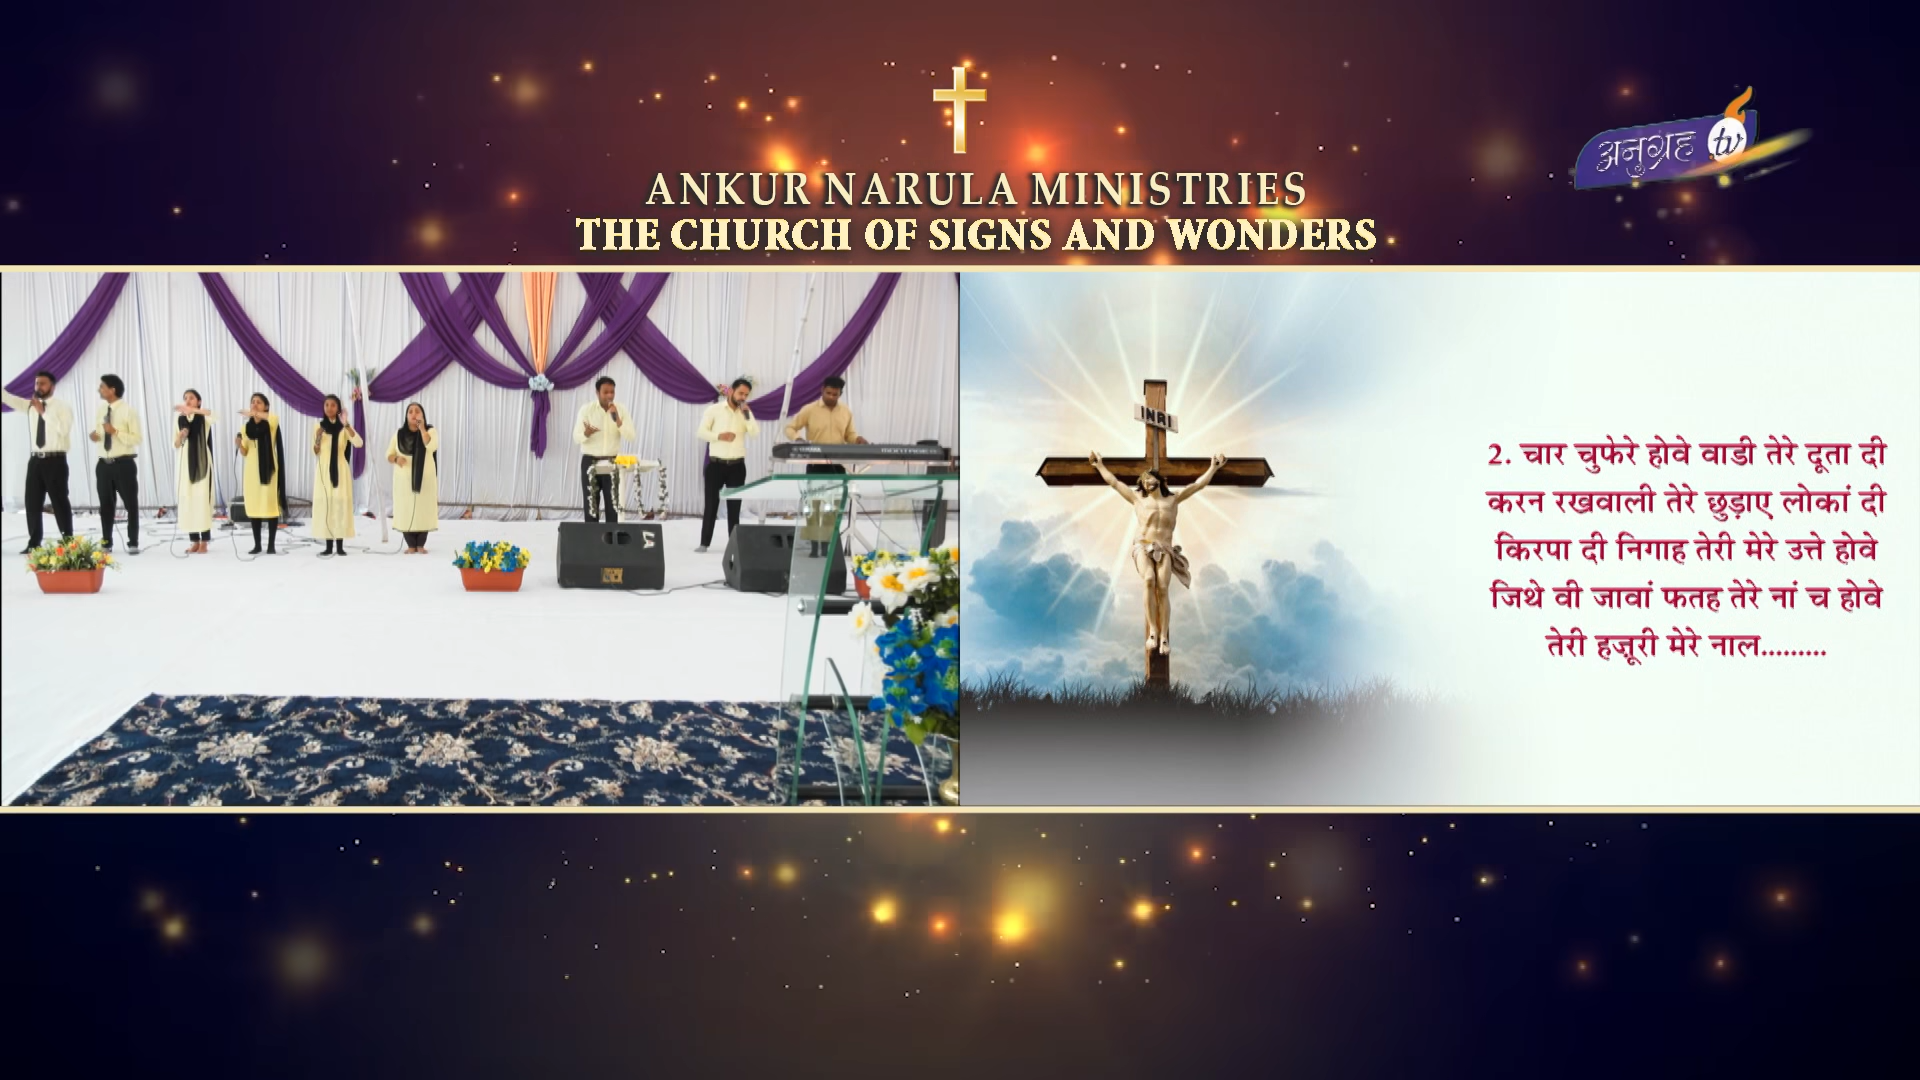 ANKUR NARULA MINISTRIES
THE CHURCH OF SIGNS AND WONDERS
अनुग्रह tv
INRI
2. चार चुफेरे होवे वाडी तेरे दूता दी
करन रखवाली तेरे छुड़ाए लोकां दी
किरपा दी निगाह तेरी मेरे उत्ते होवे
जिथे वी जावां फतह तेरे नां च होवे
तेरी हज़ूरी मेरे नाल.........